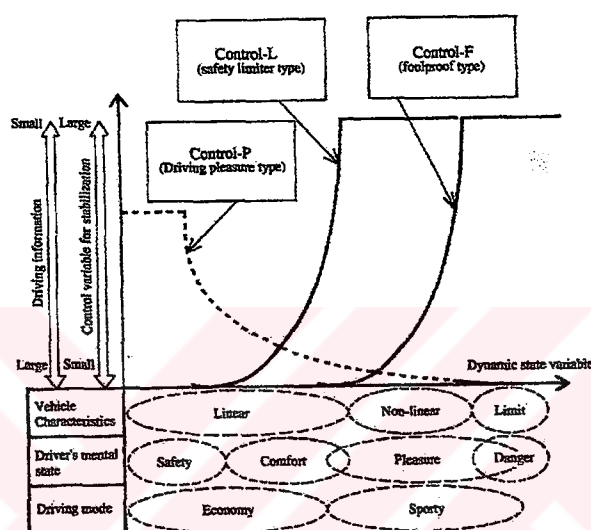 Control-L
(safety limiter type)
Control-F
(foolproof type)
Control-P
(Driving pleasure type)
Small Large
Driving information
Control variable for stabilization
Large Small
Dynamic state variable
Vehicle Characteristics
Linear
Non-linear
Limit
Driver's mental state
Safety
Comfort
Pleasure
Danger
Driving mode
Economy
Sporty